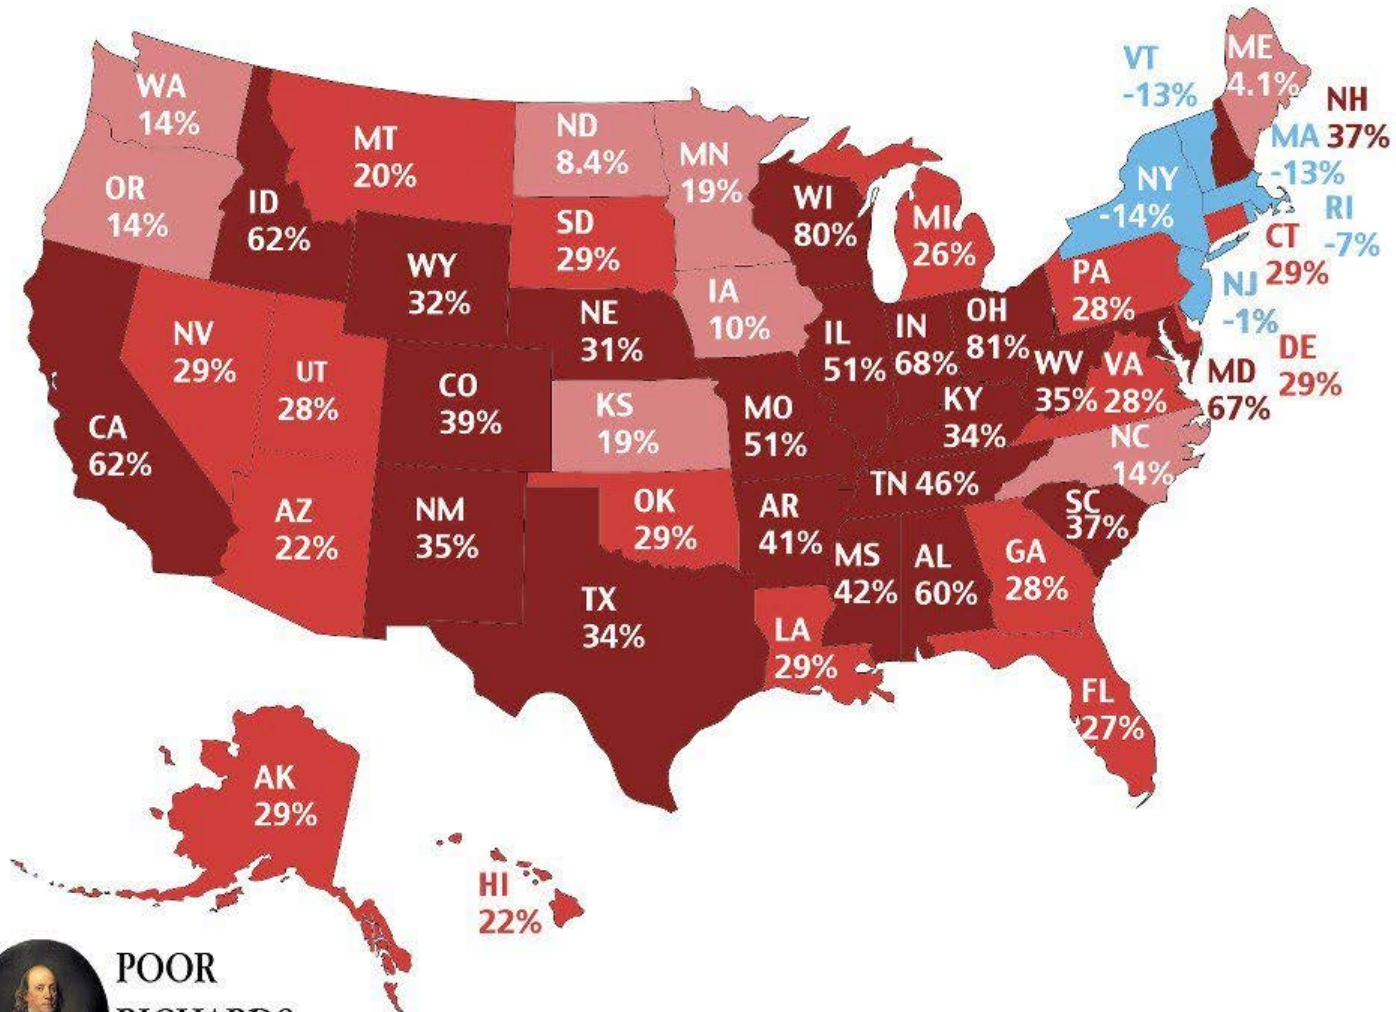 WA
14%
OR
14%
CA
62%
ID
62%
NV
29%
MT
20%
WY
32%
UT
28%
AZ
22%
CO
39%
NM
35%
ND
8.4%
SD
29%
NE
31%
KS
19%
OK
29%
TX
34%
MN
19%
IA
10%
MO
51%
AR
41%
LA
29%
WI
80%
IL
51%
MI
26%
IN
68%
OH
81%
KY
34%
TN 46%
MS
42%
AL
60%
GA
28%
FL
27%
SC
37%
NC
14%
WV
35%
VA
28%
PA
28%
NY
-14%
VT
-13%
ME
4.1%
NH
37%
MA
-13%
RI
-7%
CT
29%
NJ
-1%
DE
29%
MD
67%
AK
29%
HI
22%
POOR
RICHARDS